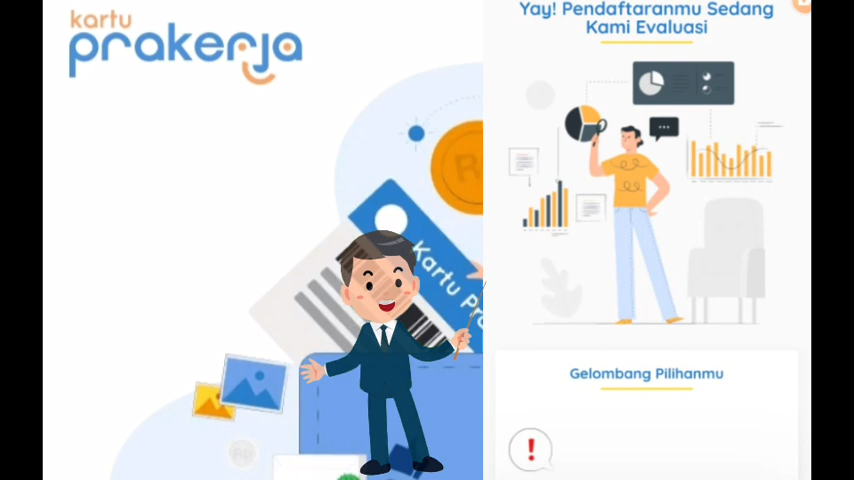 kartu
prakerja
Kartu Pra
Yay! Pendaftaranmu Sedang
Kami Evaluasi
Gelombang Pilihanmu
!